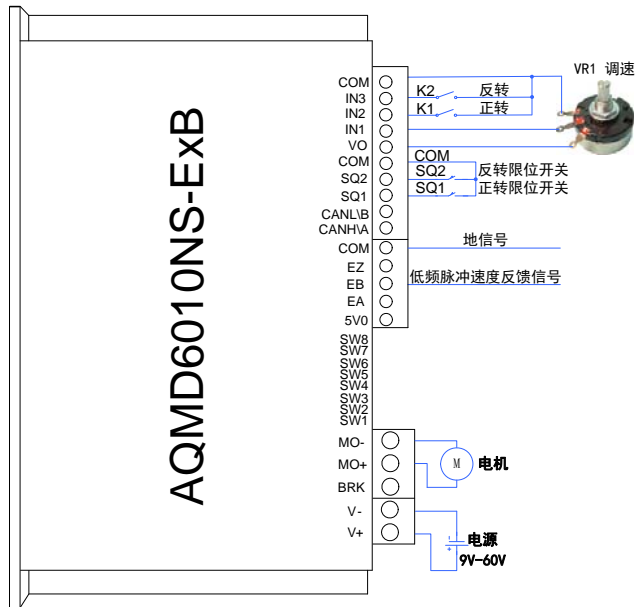 AQMD6010NS-ExB
COM
IN3
IN2
IN1
VO
COM
SQ2
SQ1
CANL\B
CANH\A
COM
EZ
EB
EA
5V0
SW8
SW7
SW6
SW5
SW4
SW3
SW2
SW1
MO-
MO+
BRK
V-
V+
VR1 调速
K2 反转
K1 正转
COM
SQ2 反转限位开关
SQ1 正转限位开关
地信号
低频脉冲速度反馈信号
M 电机
- 电源
+
9V-60V